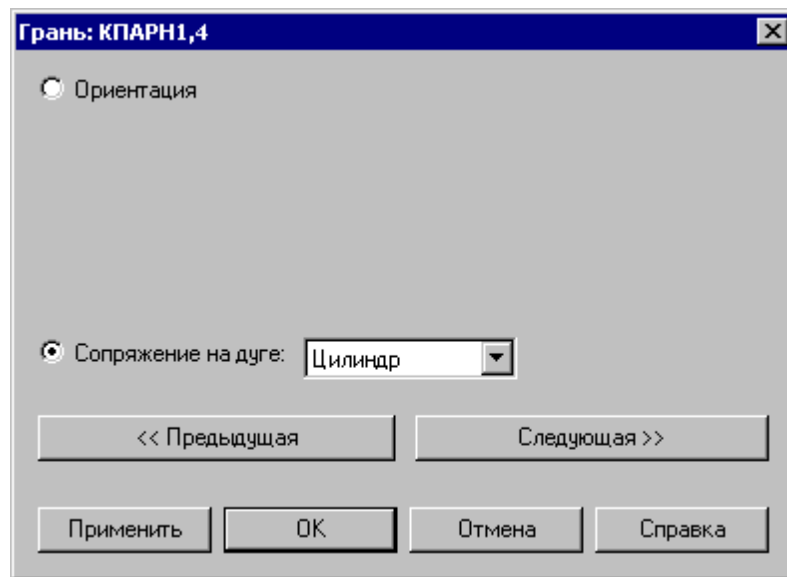 Грань: КПАРН1,4
Ориентация
Сопряжение на дуге: Цилиндр
<< Предыдущая Следующая >>
Применить OK Отмена Справка